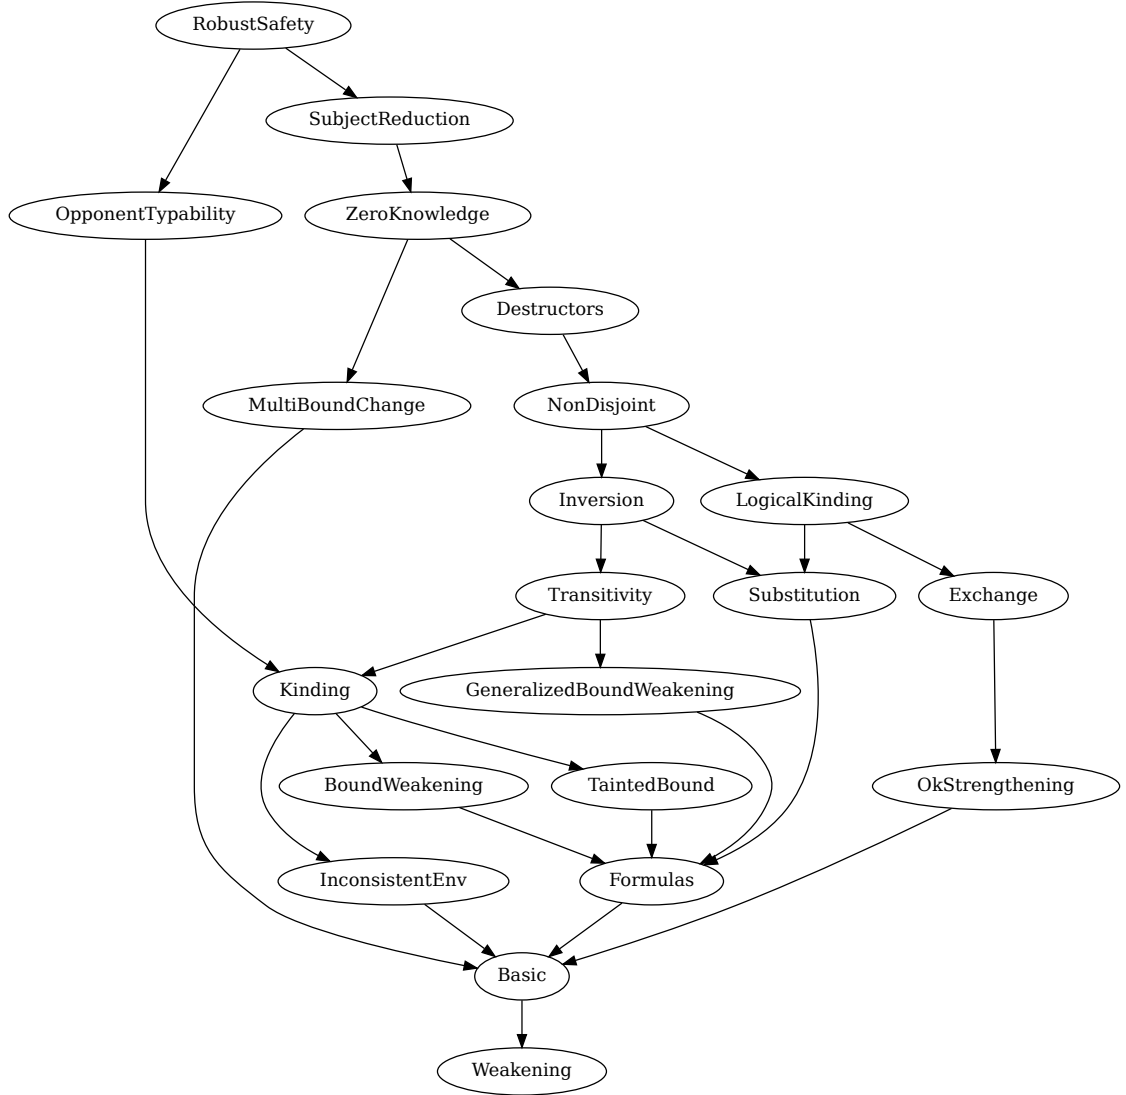 RobustSafety
SubjectReduction
OpponentTypability
ZeroKnowledge
Destructors
MultiBoundChange
NonDisjoint
Inversion
LogicalKinding
Transitivity
Substitution
Exchange
Kinding
GeneralizedBoundWeakening
BoundWeakening
TaintedBound
OkStrengthening
InconsistentEnv
Formulas
Basic
Weakening